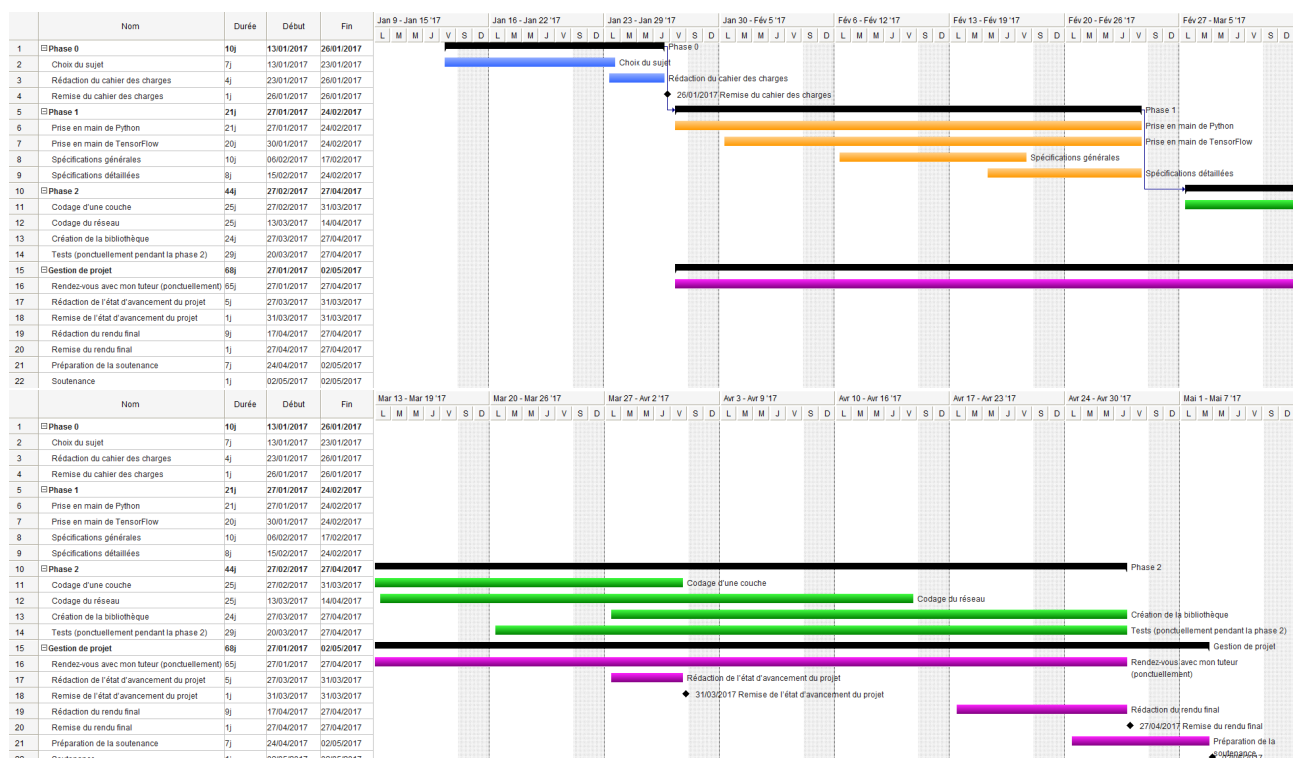 Nom Durée Début Fin Jan 9 - Jan 15 '17 Jan 16 - Jan 22 '17 Jan 23 - Jan 29 '17 Jan 30 - Fév 5 '17 Fév 6 - Fév 12 '17 Fév 13 - Fév 19 '17 Fév 20 - Fév 26 '17 Fév 27 - Mar 5 '17
L M M J V S D L M M J V S D L M M J V S D L M M J V S D L M M J V S D L M M J V S D L M M J V S D L M M J V S D
1 Phase 0 10j 13/01/2017 26/01/2017 Phase 0
2 Choix du sujet 7j 13/01/2017 23/01/2017 Choix du sujet
3 Rédaction du cahier des charges 4j 23/01/2017 26/01/2017 Rédaction du cahier des charges
4 Remise du cahier des charges 1j 26/01/2017 26/01/2017 26/01/2017 Remise du cahier des charges
5 Phase 1 21j 27/01/2017 24/02/2017 Phase 1
6 Prise en main de Python 21j 27/01/2017 24/02/2017 Prise en main de Python
7 Prise en main de TensorFlow 20j 30/01/2017 24/02/2017 Prise en main de TensorFlow
8 Spécifications générales 10j 06/02/2017 17/02/2017 Spécifications générales
9 Spécifications détaillées 8j 15/02/2017 24/02/2017 Spécifications détaillées
10 Phase 2 44j 27/02/2017 27/04/2017
11 Codage d'une couche 25j 27/02/2017 31/03/2017
12 Codage du réseau 25j 13/03/2017 14/04/2017
13 Création de la bibliothèque 24j 27/03/2017 27/04/2017
14 Tests (ponctuellement pendant la phase 2) 29j 20/03/2017 27/04/2017
15 Gestion de projet 68j 27/01/2017 02/05/2017
16 Rendez-vous avec mon tuteur (ponctuellement) 65j 27/01/2017 27/04/2017
17 Rédaction de l'état d'avancement du projet 5j 27/03/2017 31/03/2017
18 Remise de l'état d'avancement du projet 1j 31/03/2017 31/03/2017
19 Rédaction du rendu final 9j 17/04/2017 27/04/2017
20 Remise du rendu final 1j 27/04/2017 27/04/2017
21 Préparation de la soutenance 7j 24/04/2017 02/05/2017
22 Soutenance 1j 02/05/2017 02/05/2017
Nom Durée Début Fin Mar 13 - Mar 19 '17 Mar 20 - Mar 26 '17 Mar 27 - Avr 2 '17 Avr 3 - Avr 9 '17 Avr 10 - Avr 16 '17 Avr 17 - Avr 23 '17 Avr 24 - Avr 30 '17 Mai 1 - Mai 7 '17
L M M J V S D L M M J V S D L M M J V S D L M M J V S D L M M J V S D L M M J V S D L M M J V S D L M M J V S D
1 Phase 0 10j 13/01/2017 26/01/2017
2 Choix du sujet 7j 13/01/2017 23/01/2017
3 Rédaction du cahier des charges 4j 23/01/2017 26/01/2017
4 Remise du cahier des charges 1j 26/01/2017 26/01/2017
5 Phase 1 21j 27/01/2017 24/02/2017
6 Prise en main de Python 21j 27/01/2017 24/02/2017
7 Prise en main de TensorFlow 20j 30/01/2017 24/02/2017
8 Spécifications générales 10j 06/02/2017 17/02/2017
9 Spécifications détaillées 8j 15/02/2017 24/02/2017
10 Phase 2 44j 27/02/2017 27/04/2017 Phase 2
11 Codage d'une couche 25j 27/02/2017 31/03/2017 Codage d'une couche
12 Codage du réseau 25j 13/03/2017 14/04/2017 Codage du réseau
13 Création de la bibliothèque 24j 27/03/2017 27/04/2017 Création de la bibliothèque
14 Tests (ponctuellement pendant la phase 2) 29j 20/03/2017 27/04/2017 Tests (ponctuellement pendant la phase 2)
15 Gestion de projet 68j 27/01/2017 02/05/2017 Gestion de projet
16 Rendez-vous avec mon tuteur (ponctuellement) 65j 27/01/2017 27/04/2017 Rendez-vous avec mon tuteur
(ponctuellement)
17 Rédaction de l'état d'avancement du projet 5j 27/03/2017 31/03/2017 Rédaction de l'état d'avancement du projet
18 Remise de l'état d'avancement du projet 1j 31/03/2017 31/03/2017 31/03/2017 Remise de l'état d'avancement du projet
19 Rédaction du rendu final 9j 17/04/2017 27/04/2017 Rédaction du rendu final
20 Remise du rendu final 1j 27/04/2017 27/04/2017 27/04/2017 Remise du rendu final
21 Préparation de la soutenance 7j 24/04/2017 02/05/2017 Préparation de la
soutenance